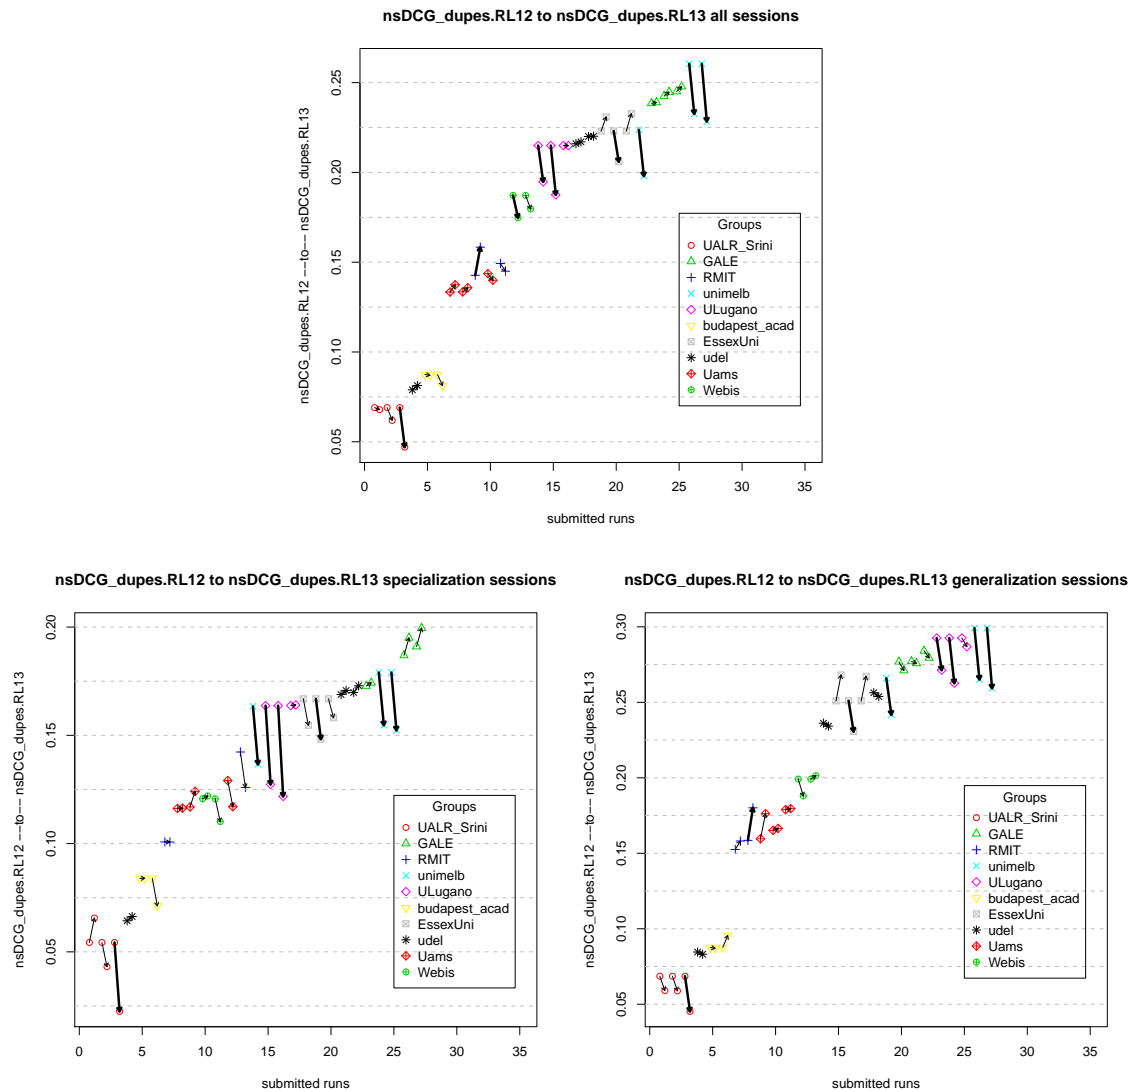 nsDCG_dupes.RL12 to nsDCG_dupes.RL13 all sessions
nsDCG_dupes.RL12 ---to--- nsDCG_dupes.RL13
0.25
0.20
0.15
0.10
0.05
0 5 10 15 20 25 30 35
submitted runs
Groups
UALR_Srini
GALE
RMIT
unimelb
ULugano
budapest_acad
EssexUni
udel
Uams
Webis
nsDCG_dupes.RL12 to nsDCG_dupes.RL13 specialization sessions
nsDCG_dupes.RL12 ---to--- nsDCG_dupes.RL13
0.20
0.15
0.10
0.05
0 5 10 15 20 25 30 35
submitted runs
Groups
UALR_Srini
GALE
RMIT
unimelb
ULugano
budapest_acad
EssexUni
udel
Uams
Webis
nsDCG_dupes.RL12 to nsDCG_dupes.RL13 generalization sessions
nsDCG_dupes.RL12 ---to--- nsDCG_dupes.RL13
0.30
0.25
0.20
0.15
0.10
0.05
0 5 10 15 20 25 30 35
submitted runs
Groups
UALR_Srini
GALE
RMIT
unimelb
ULugano
budapest_acad
EssexUni
udel
Uams
Webis